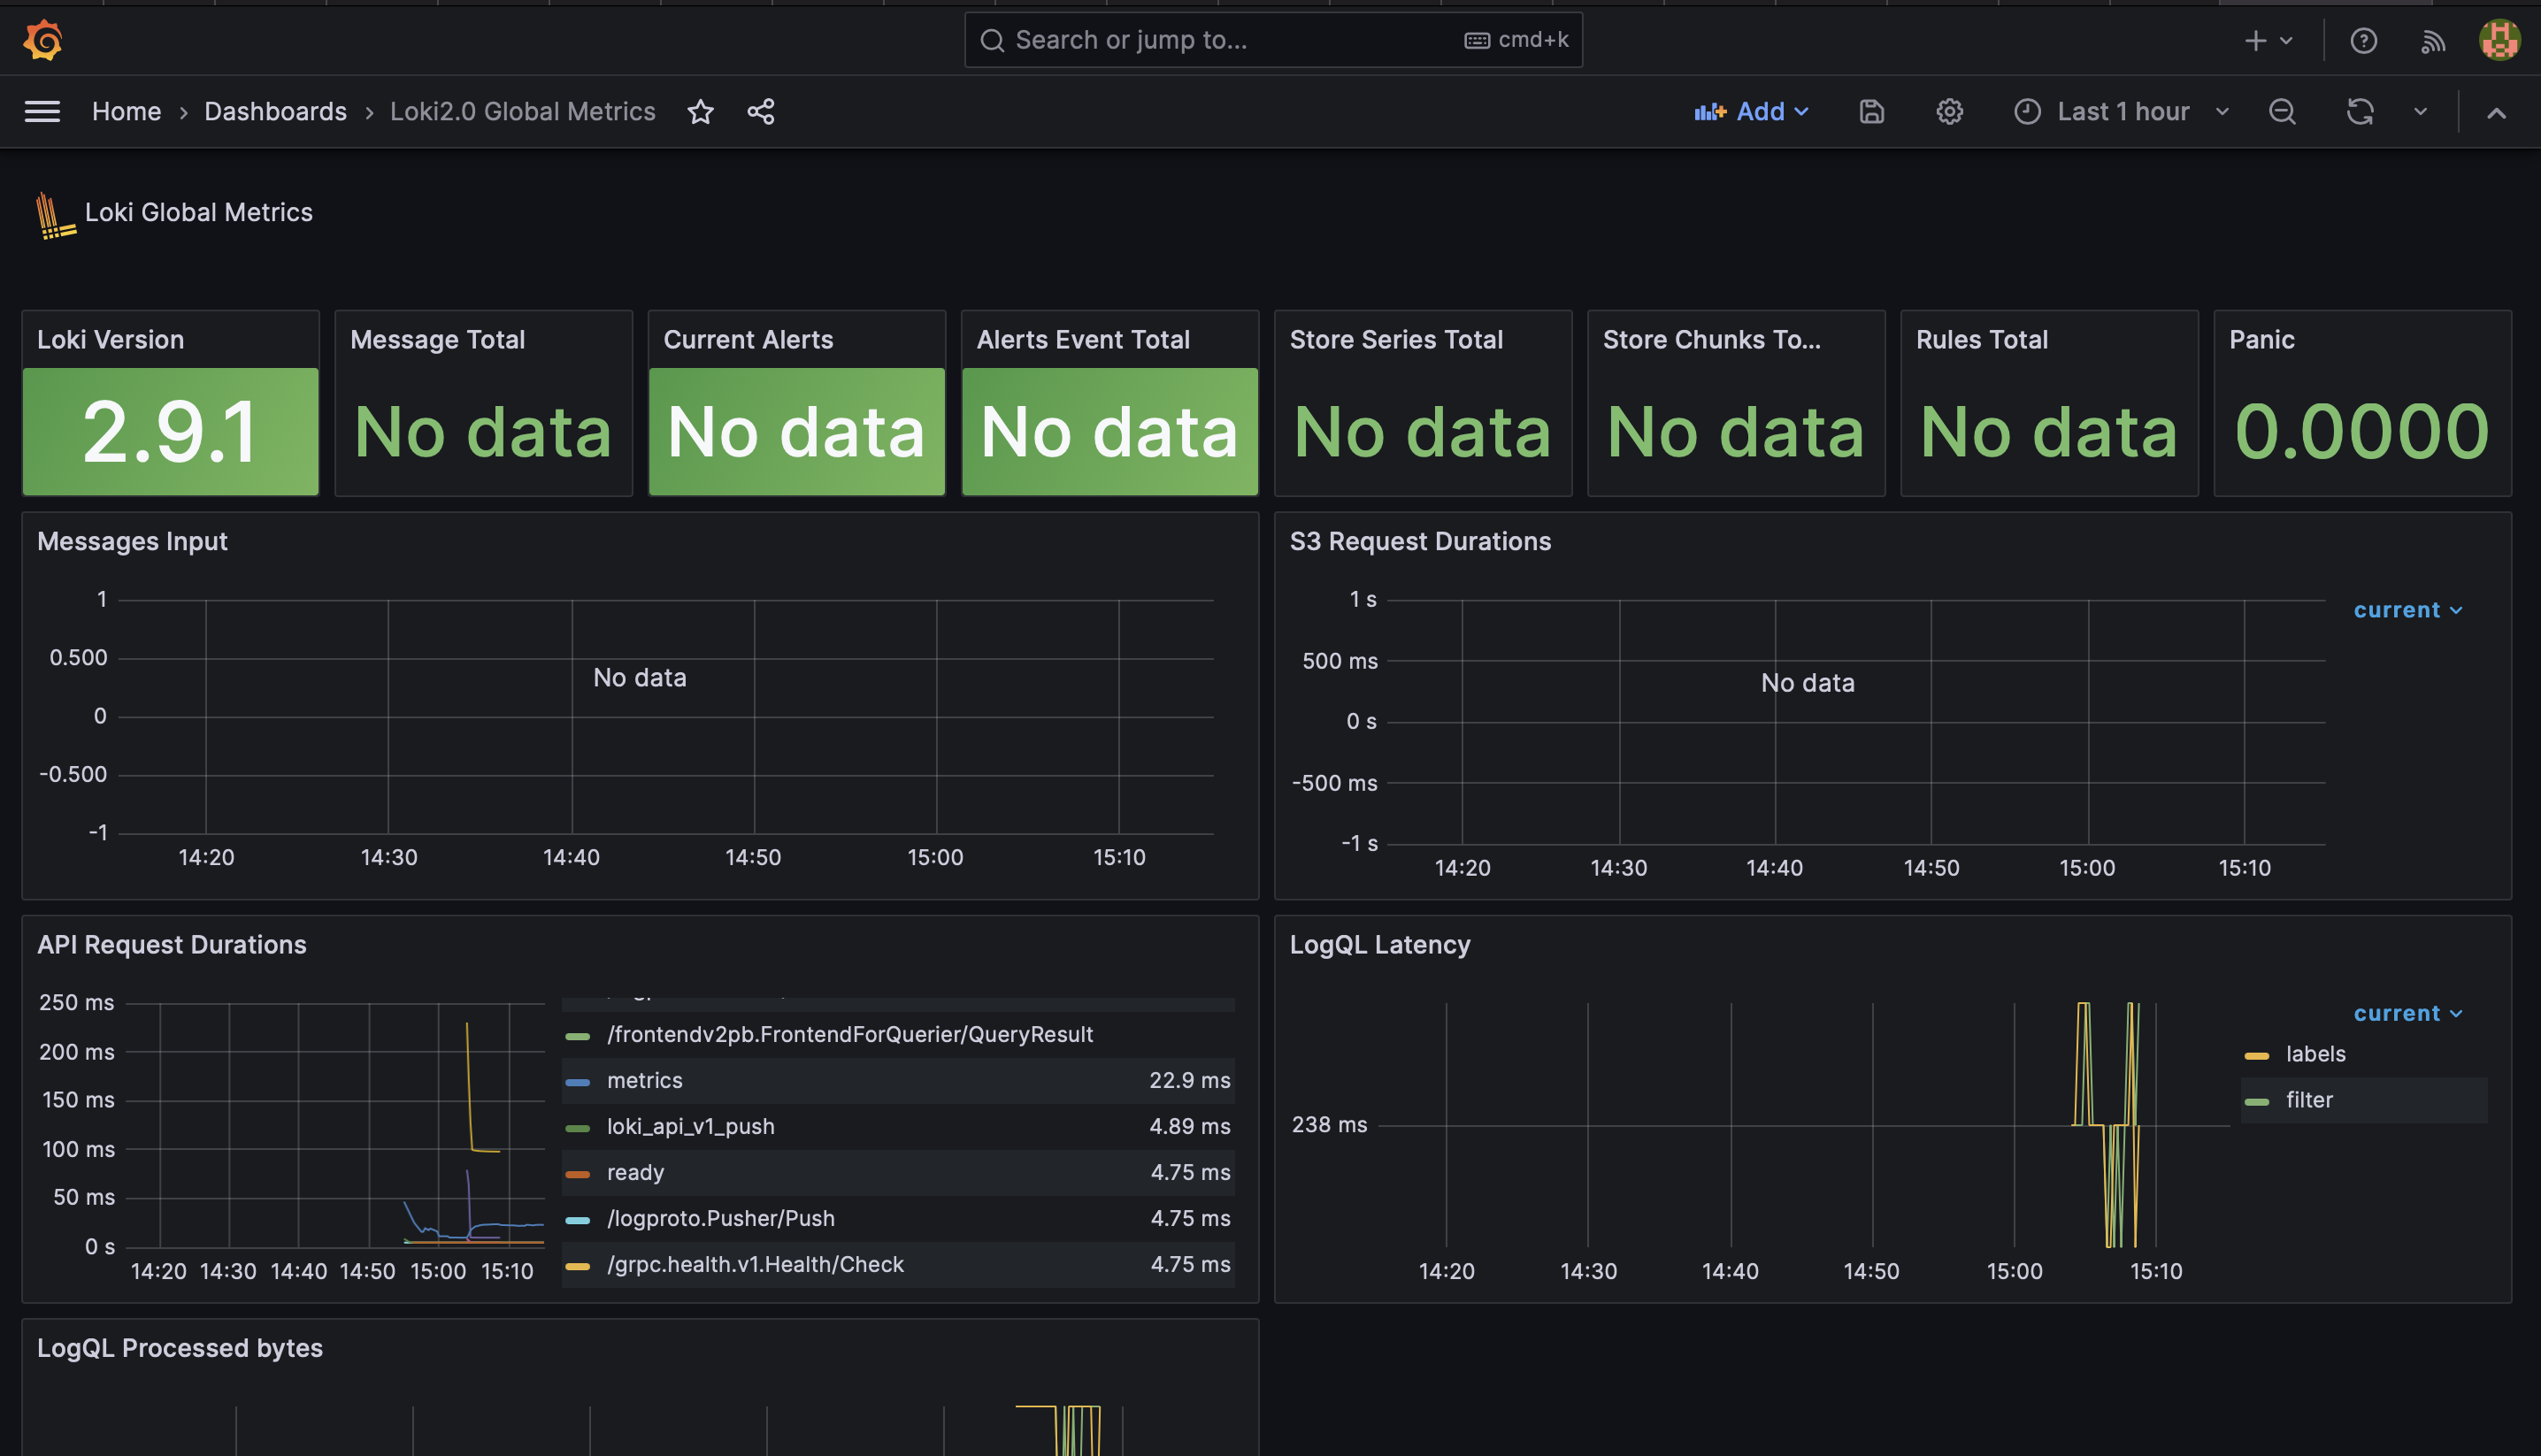 Search or jump to...
cmd+k
Home › Dashboards › Loki2.0 Global Metrics
Add
Last 1 hour
Loki Global Metrics
Loki Version
2.9.1
Message Total
No data
Current Alerts
No data
Alerts Event Total
No data
Store Series Total
No data
Store Chunks To...
No data
Rules Total
No data
Panic
0.0000
Messages Input
1
0.500
0
-0.500
-1
No data
14:20 14:30 14:40 14:50 15:00 15:10
S3 Request Durations
1 s
500 ms
0 s
-500 ms
-1 s
No data
14:20 14:30 14:40 14:50 15:00 15:10
current
API Request Durations
250 ms
200 ms
150 ms
100 ms
50 ms
0 s
14:20 14:30 14:40 14:50 15:00 15:10
/frontendv2pb.FrontendForQuerier/QueryResult
metrics 22.9 ms
loki_api_v1_push 4.89 ms
ready 4.75 ms
/logproto.Pusher/Push 4.75 ms
/grpc.health.v1.Health/Check 4.75 ms
LogQL Latency
238 ms
14:20 14:30 14:40 14:50 15:00 15:10
current
labels
filter
LogQL Processed bytes